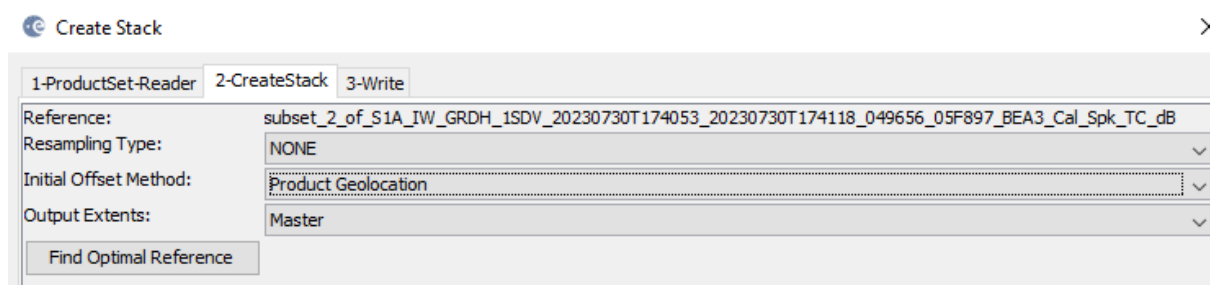 Create Stack
1-ProductSet-Reader 2-CreateStack 3-Write
Reference: subset_2_of_S1A_IW_GRDH_1SDV_20230730T174053_20230730T174118_049656_05F897_BEA3_Cal_Spk_TC_dB
Resampling Type: NONE
Initial Offset Method: Product Geolocation
Output Extents: Master
Find Optimal Reference